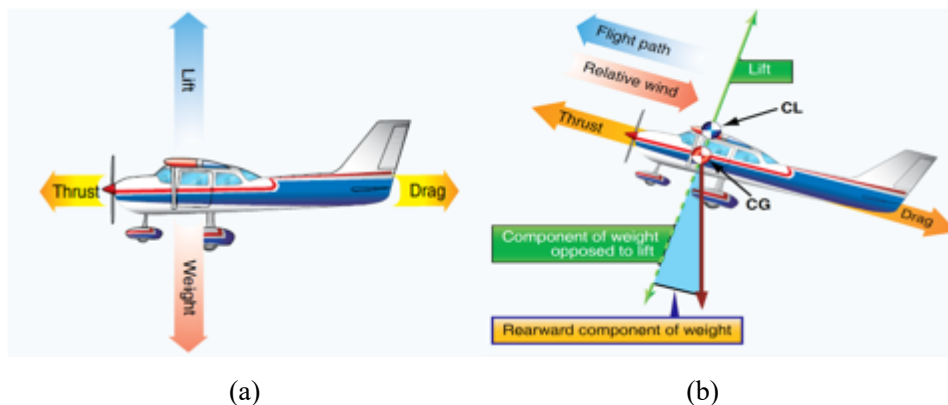 Lift
Thrust
Drag
Weight
(a)
Flight path
Relative wind
Lift
CL
Thrust
CG
Drag
Component of weight
opposed to lift
Rearward component of weight
(b)